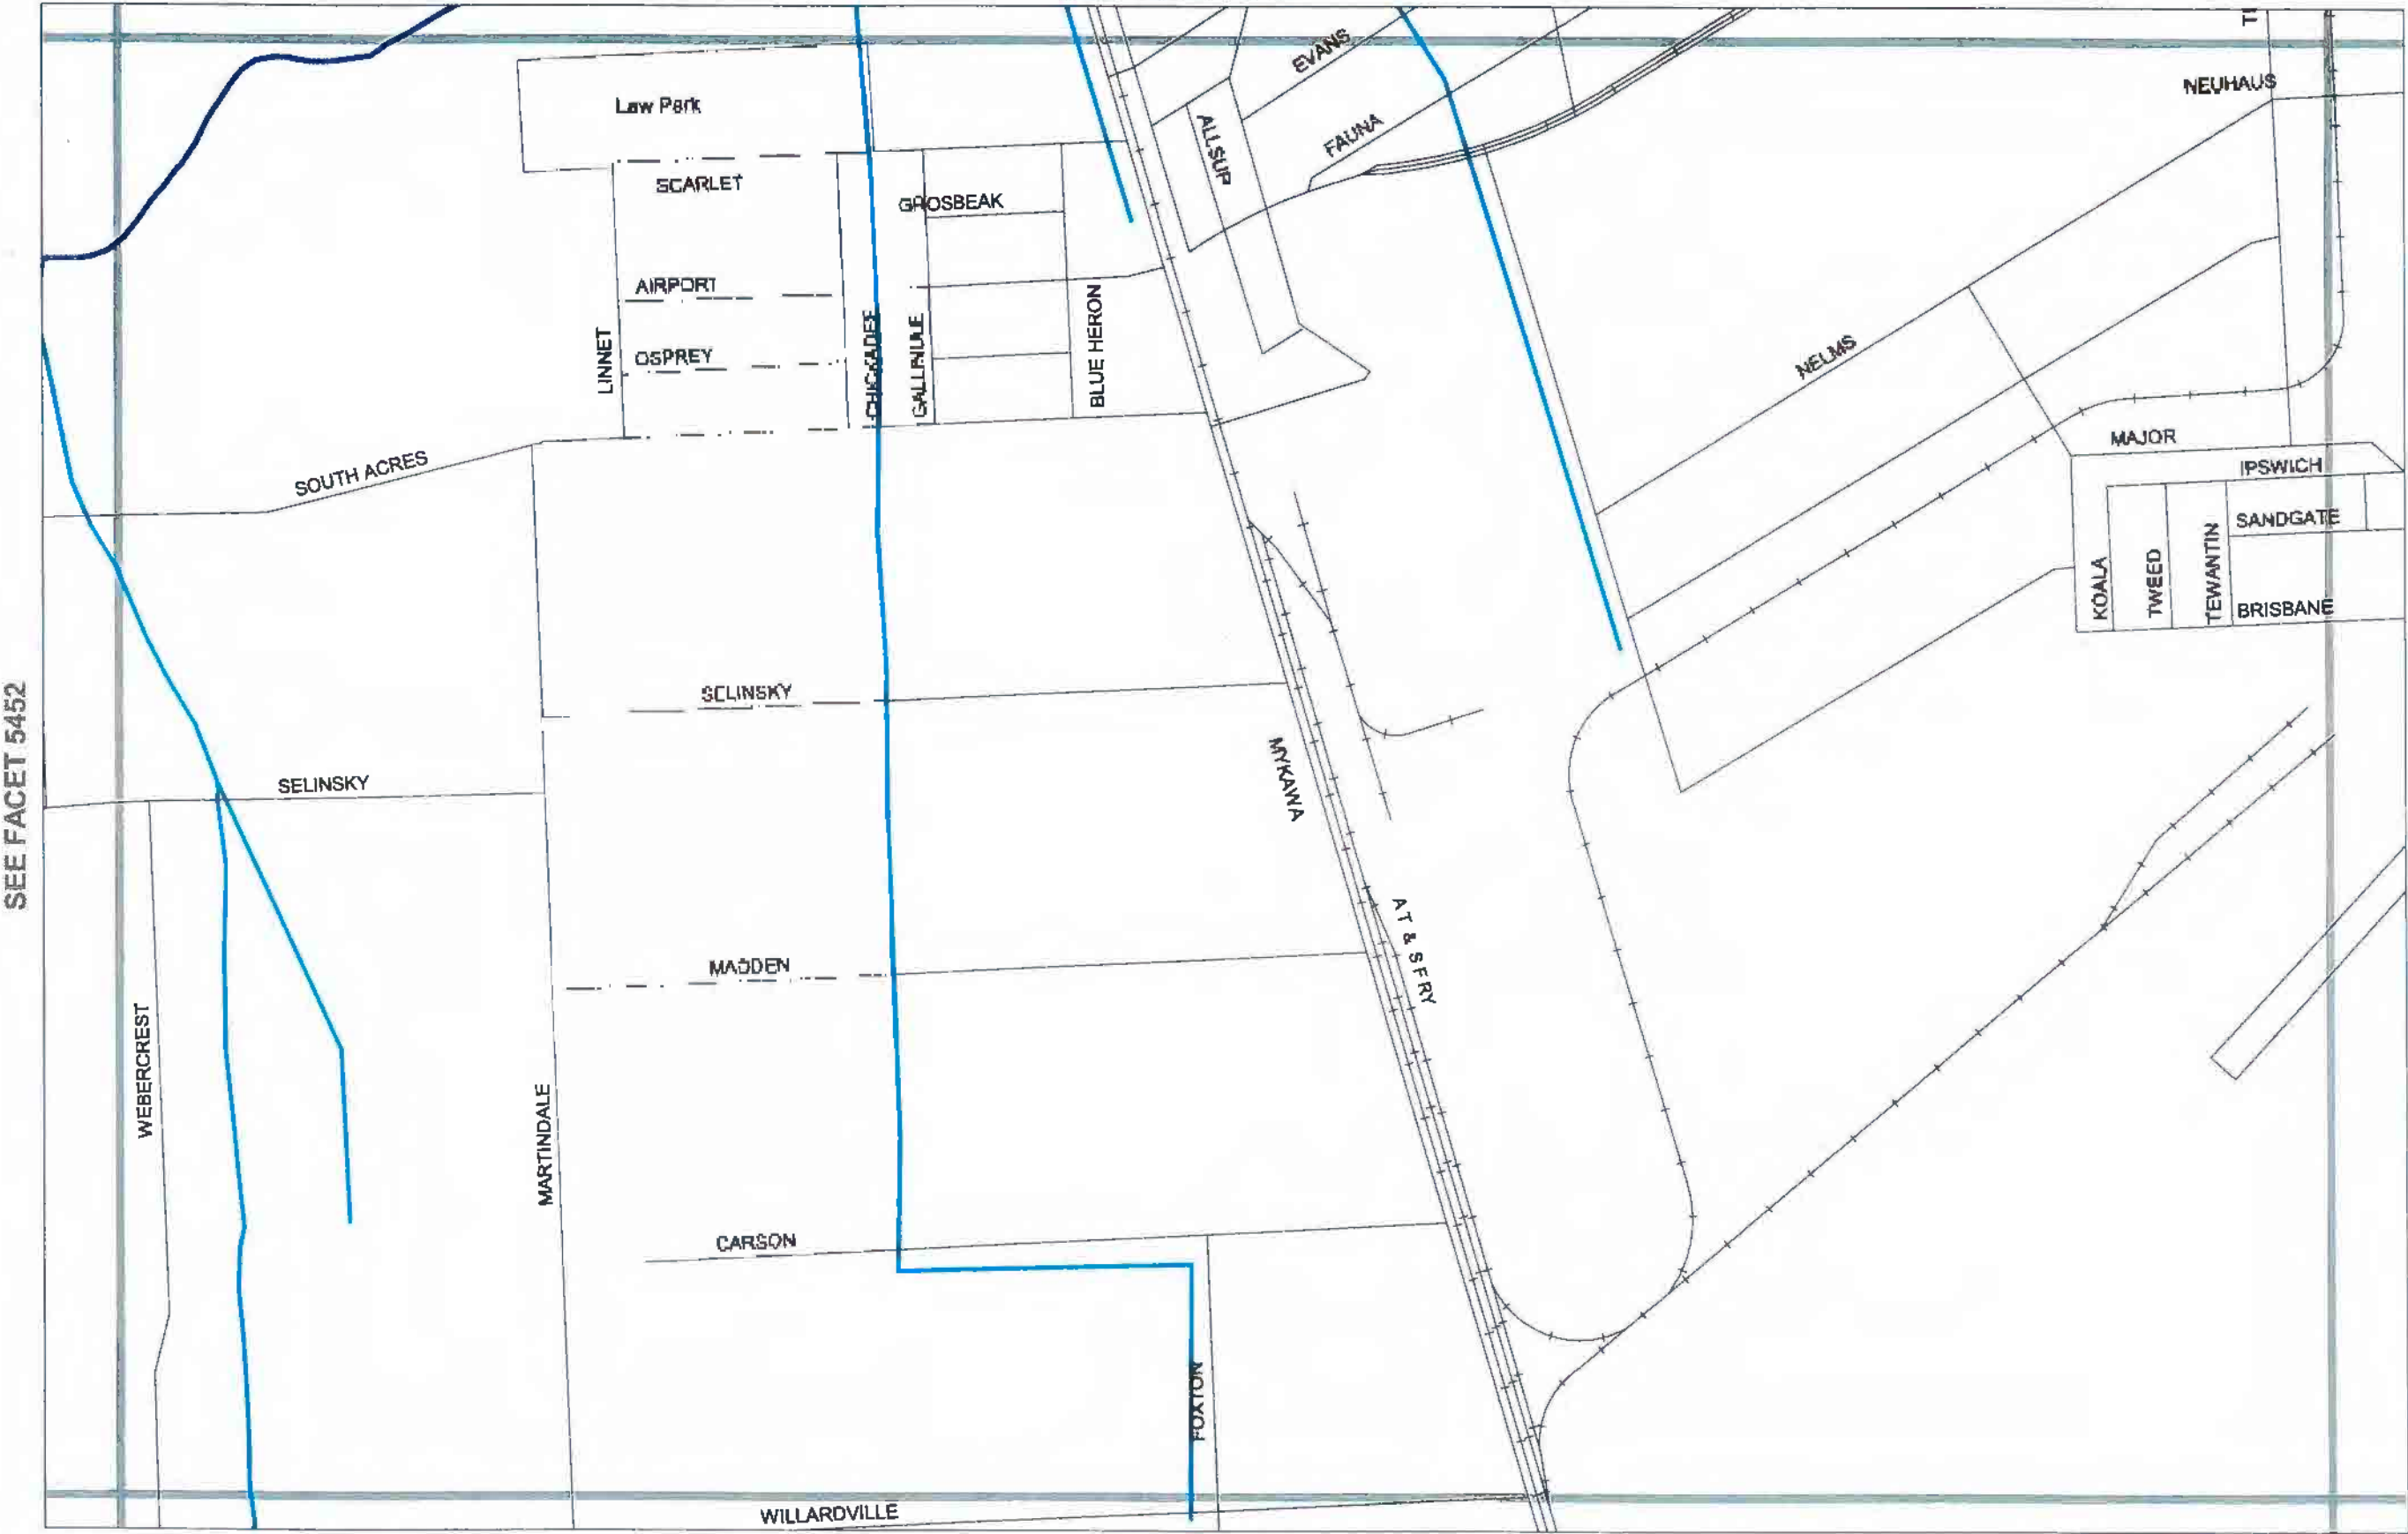 TI
EVANS
NEUHAUS
Law Park
ALLSUP
FAUNA
SCARLET
GROSBEAK
AIRPORT
LINNET
OSPREY
CHICKADEE
GALLINULE
BLUE HERON
NELMS
MAJOR
IPSWICH
SOUTH ACRES
SANDGATE
KOALA
TWEED
TEWANTIN
BRISBANE
SELINSKY
SEE FACET 5452
SELINSKY
MYKAWA
AT & SFRY
MADDEN
WEBERCREST
MARTINDALE
CARSON
FOXTON
WILLARDVILLE